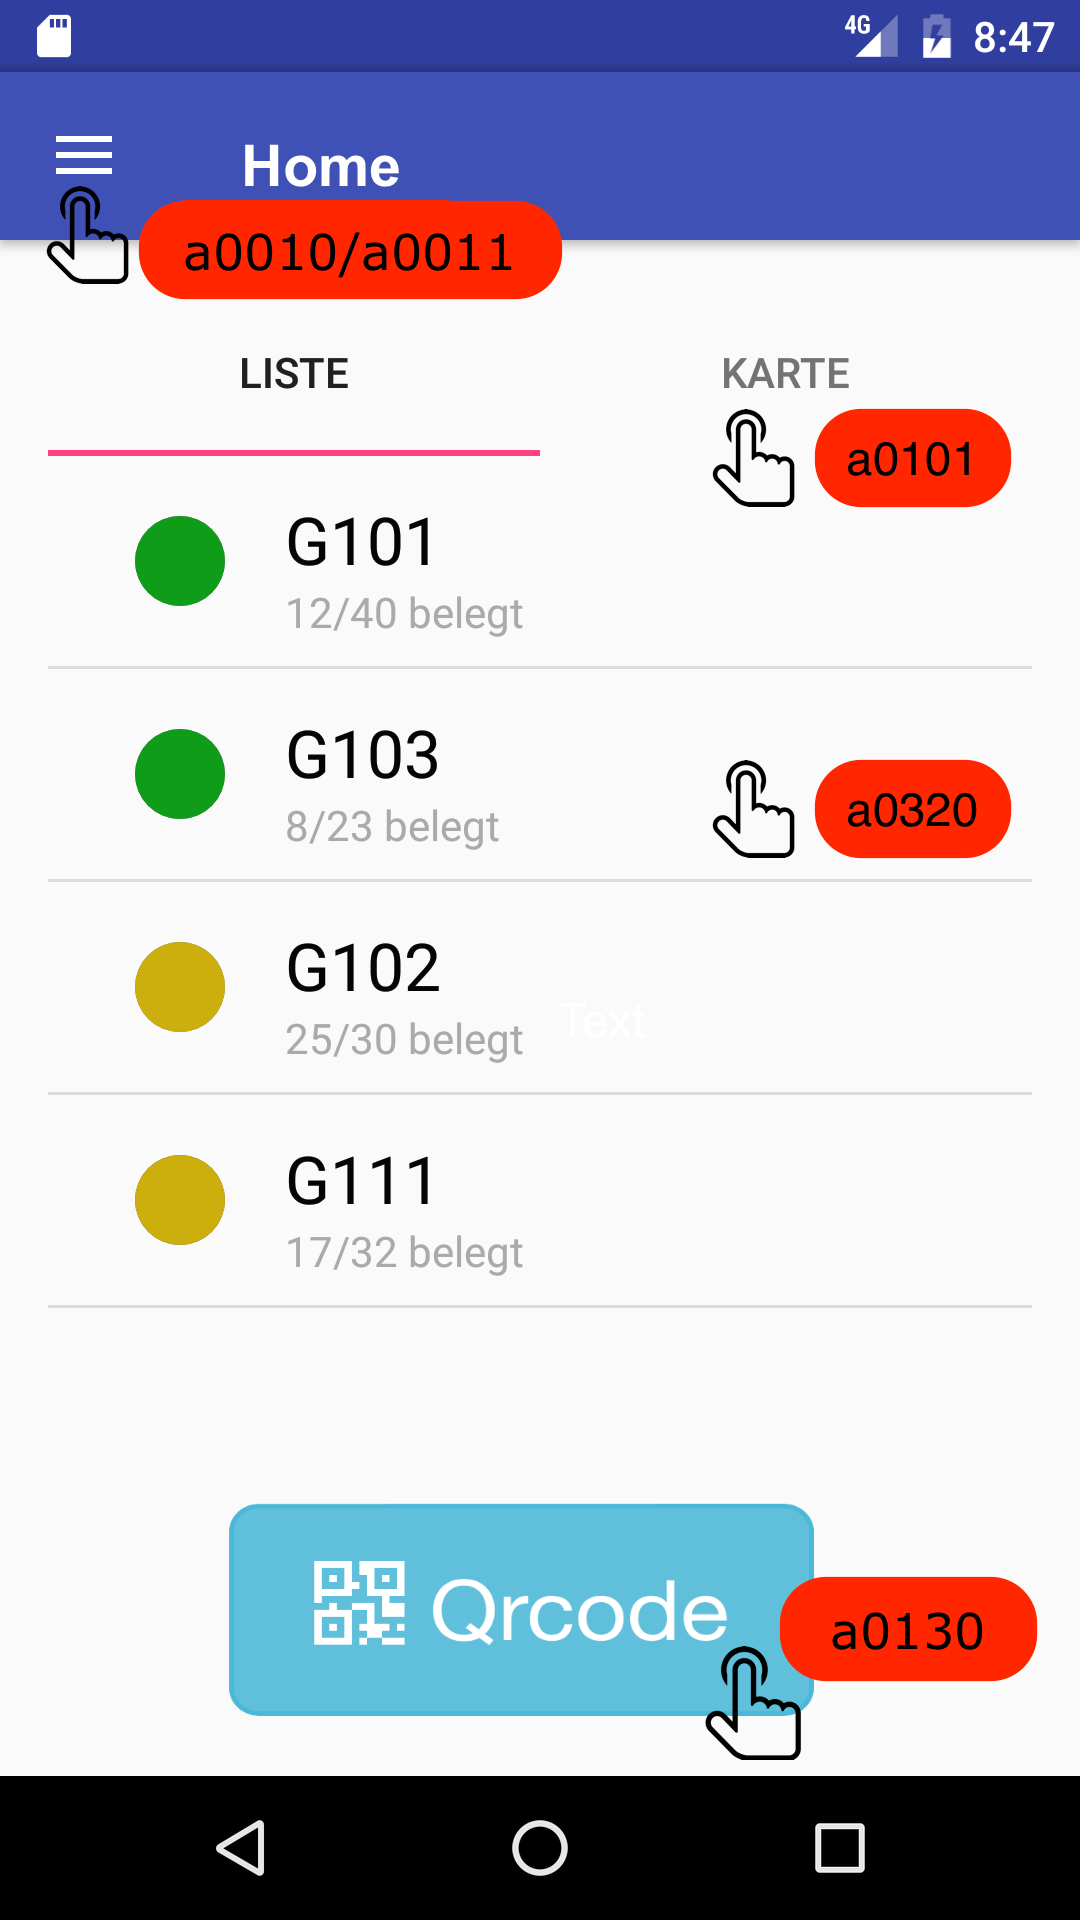 4G 8:47
Home
a0010/a0011
LISTE
KARTE
a0101
G101
12/40 belegt
G103
8/23 belegt
a0320
G102
25/30 belegt
Text
G111
17/32 belegt
Qrcode
a0130